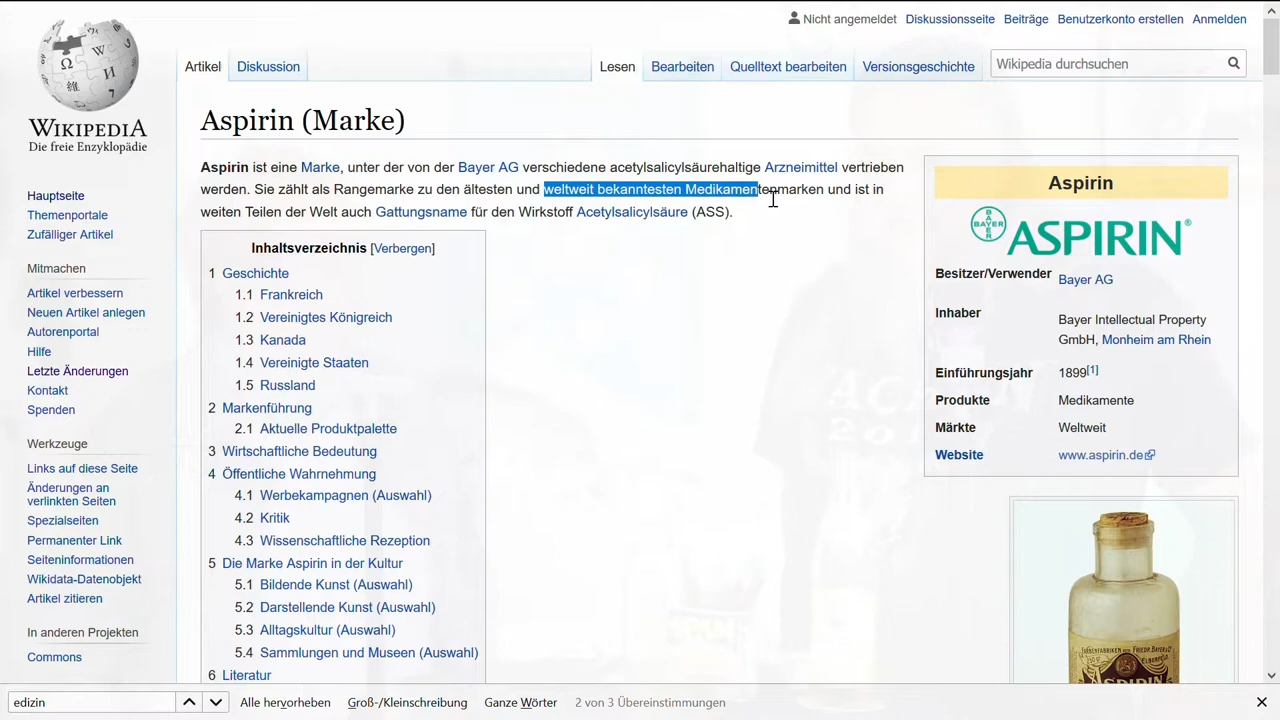 Nicht angemeldet Diskussionsseite Beiträge Benutzerkonto erstellen Anmelden
Artikel Diskussion Lesen Bearbeiten Quelltext bearbeiten Versionsgeschichte Wikipedia durchsuchen
WIKIPEDIA
Die freie Enzyklopädie
Hauptseite
Themenportale
Zufälliger Artikel
Mitmachen
Artikel verbessern
Neuen Artikel anlegen
Autorenportal
Hilfe
Letzte Änderungen
Kontakt
Spenden
Werkzeuge
Links auf diese Seite
Änderungen an
verlinkten Seiten
Spezialseiten
Permanenter Link
Seiteninformationen
Wikidata-Datenobjekt
Artikel zitieren
In anderen Projekten
Commons
Aspirin (Marke)
Aspirin ist eine Marke, unter der von der Bayer AG verschiedene acetylsalicylsäurehaltige Arzneimittel vertrieben
werden. Sie zählt als Rangemarke zu den ältesten und weltweit bekanntesten Medikamentenmarken und ist in
weiten Teilen der Welt auch Gattungsname für den Wirkstoff Acetylsalicylsäure (ASS).
Inhaltsverzeichnis [Verbergen]
1 Geschichte
1.1 Frankreich
1.2 Vereinigtes Königreich
1.3 Kanada
1.4 Vereinigte Staaten
1.5 Russland
2 Markenführung
2.1 Aktuelle Produktpalette
3 Wirtschaftliche Bedeutung
4 Öffentliche Wahrnehmung
4.1 Werbekampagnen (Auswahl)
4.2 Kritik
4.3 Wissenschaftliche Rezeption
5 Die Marke Aspirin in der Kultur
5.1 Bildende Kunst (Auswahl)
5.2 Darstellende Kunst (Auswahl)
5.3 Alltagskultur (Auswahl)
5.4 Sammlungen und Museen (Auswahl)
6 Literatur
Aspirin
BAYER ASPIRIN®
Besitzer/Verwender Bayer AG
Inhaber Bayer Intellectual Property
GmbH, Monheim am Rhein
Einführungsjahr 1899[1]
Produkte Medikamente
Märkte Weltweit
Website www.aspirin.de
ASPIRIN
edizin Alle hervorheben Groß-/Kleinschreibung Ganze Wörter 2 von 3 Übereinstimmungen